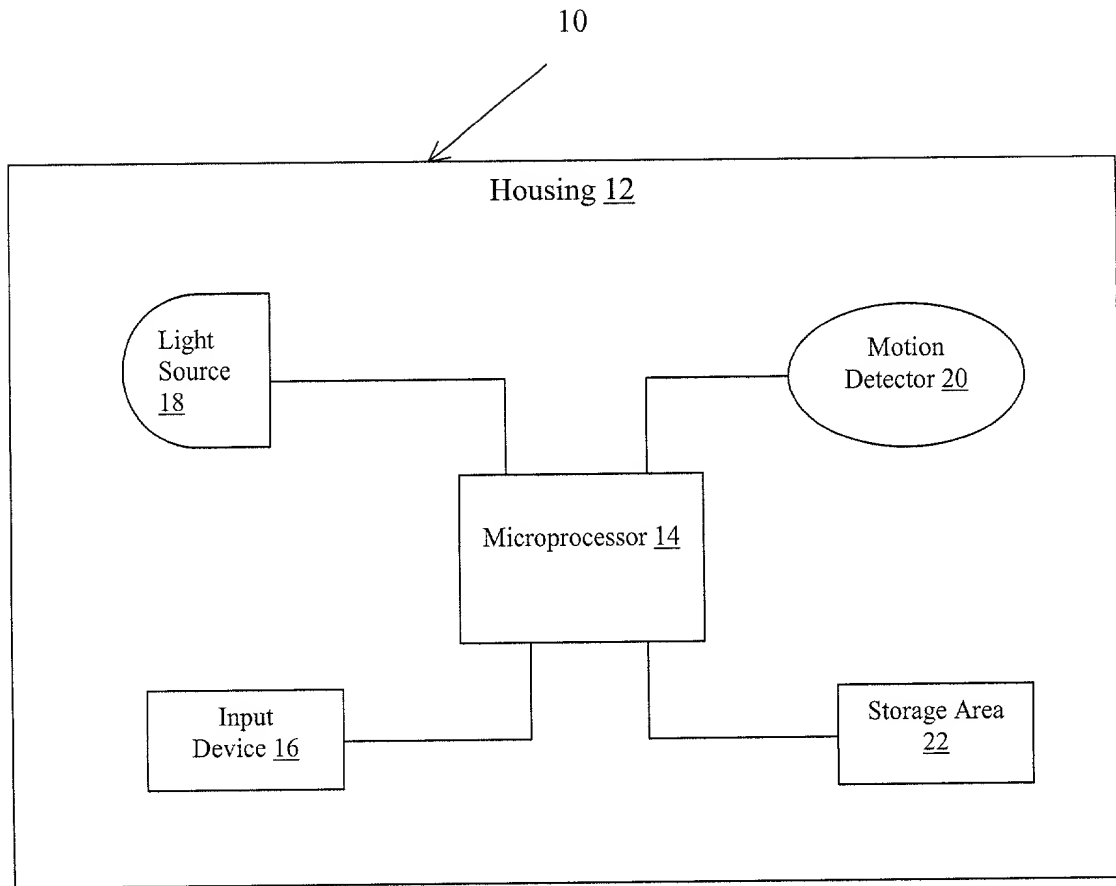 10
Housing 12
Light
Source
18
Motion
Detector 20
Microprocessor 14
Input
Device 16
Storage Area
22